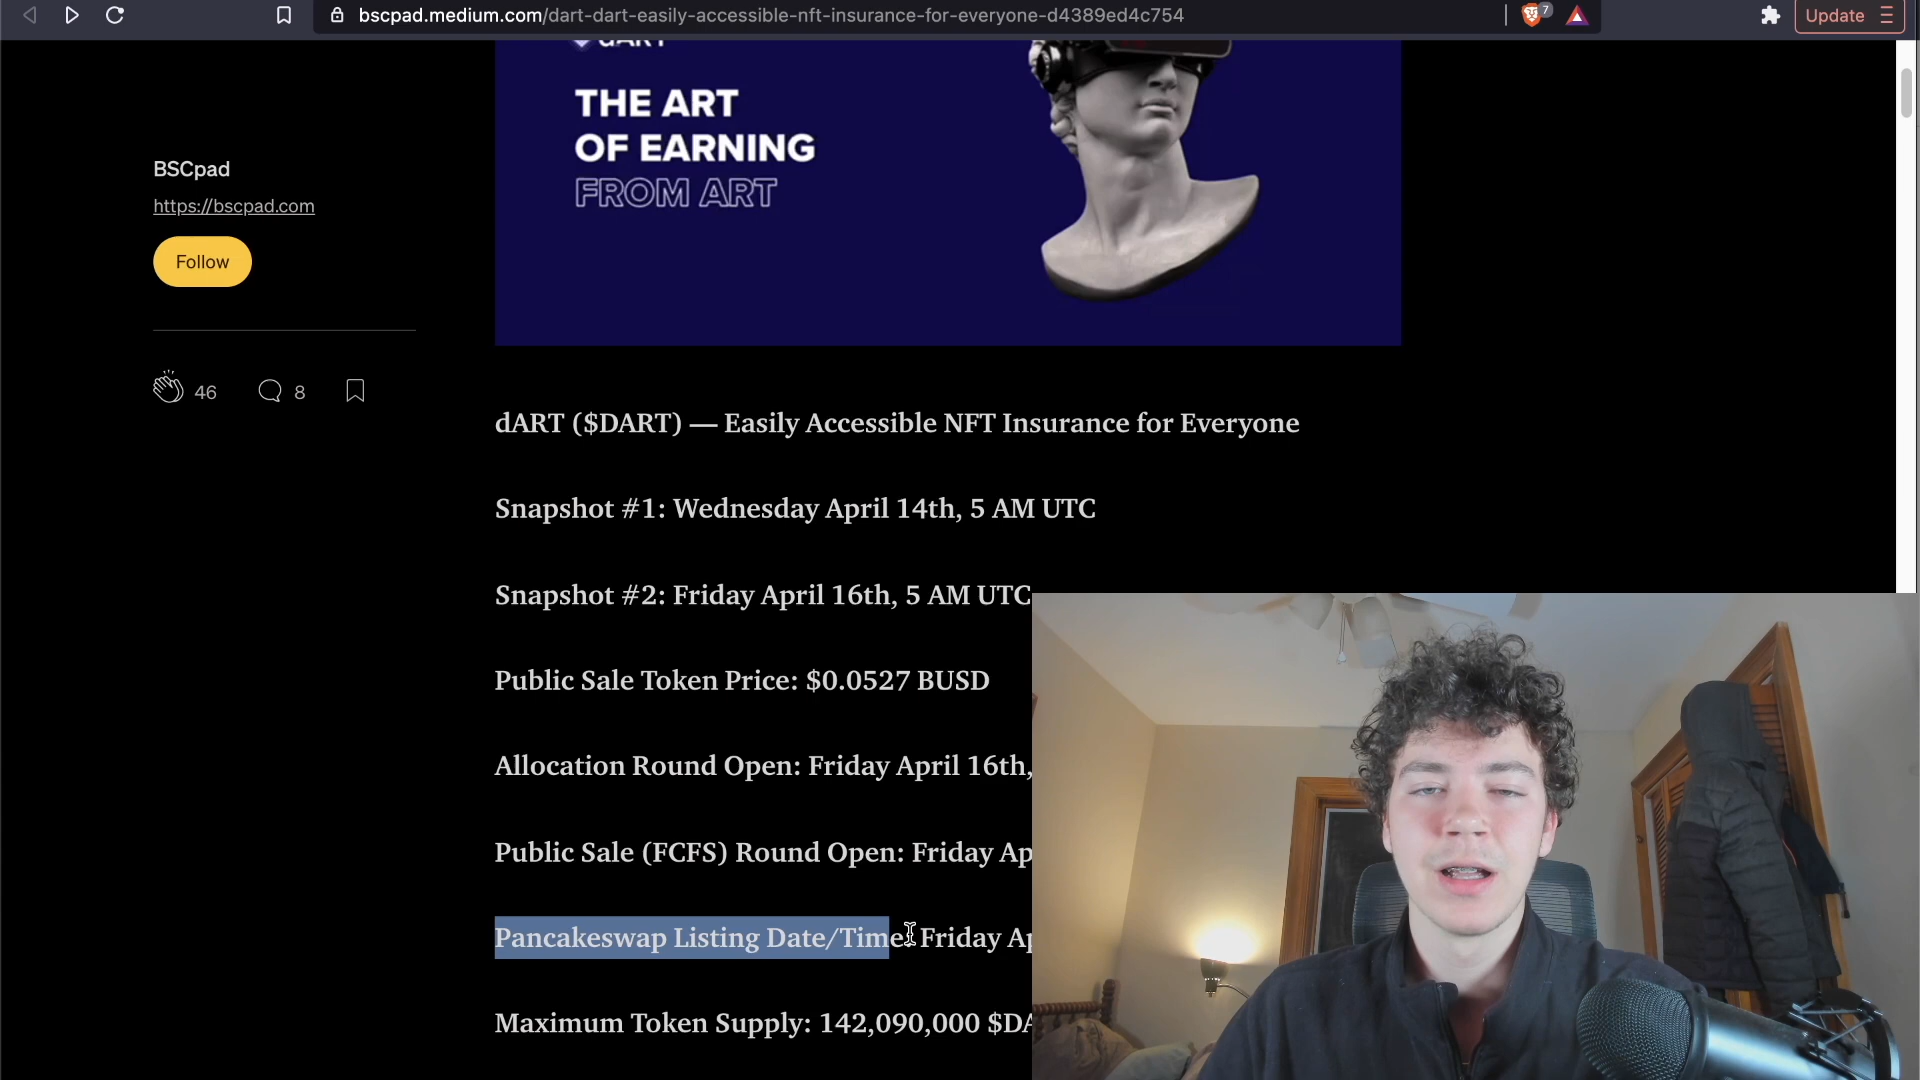 bscpad.medium.com/dart-dart-easily-accessible-nft-insurance-for-everyone-d4389ed4c754
7
Update
dART
THE ART
OF EARNING
FROM ART
BSCpad
https://bscpad.com
Follow
46
8
dART ($DART) — Easily Accessible NFT Insurance for Everyone
Snapshot #1: Wednesday April 14th, 5 AM UTC
Snapshot #2: Friday April 16th, 5 AM UTC
Public Sale Token Price: $0.0527 BUSD
Allocation Round Open: Friday April 16th,
Public Sale (FCFS) Round Open: Friday Ap
Pancakeswap Listing Date/Time: Friday Ap
Maximum Token Supply: 142,090,000 $DA